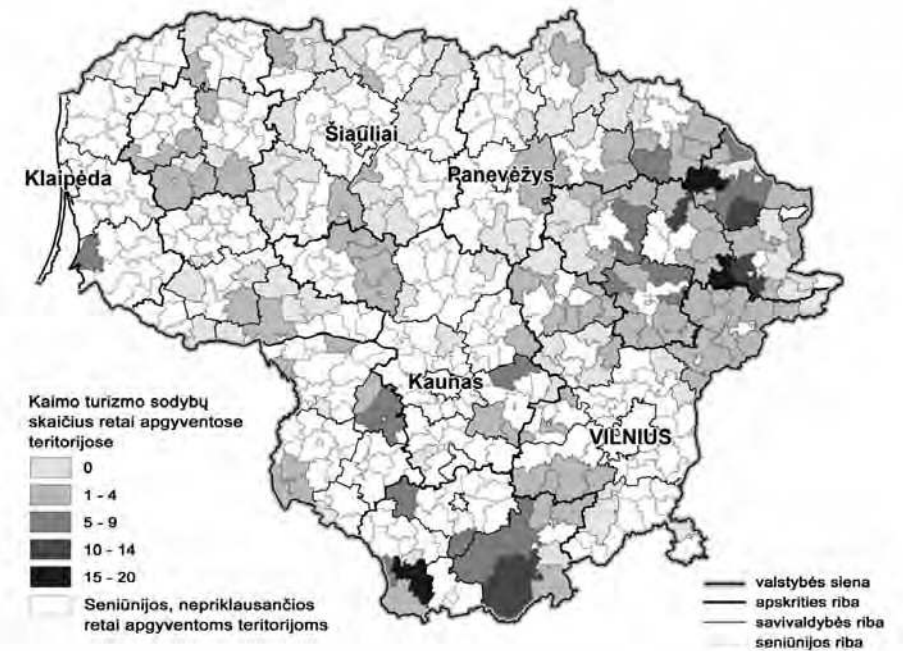 Šiauliai
Klaipėda
Panevėžys
Kaunas
VILNIUS
Kaimo turizmo sodybų
skaičius retai apgyventose
teritorijose
0
1 - 4
5 - 9
10 - 14
15 - 20
Seniūnijos, nepriklausančios
retai apgyventoms teritorijoms
valstybės siena
apskrities riba
savivaldybės riba
seniūnijos riba